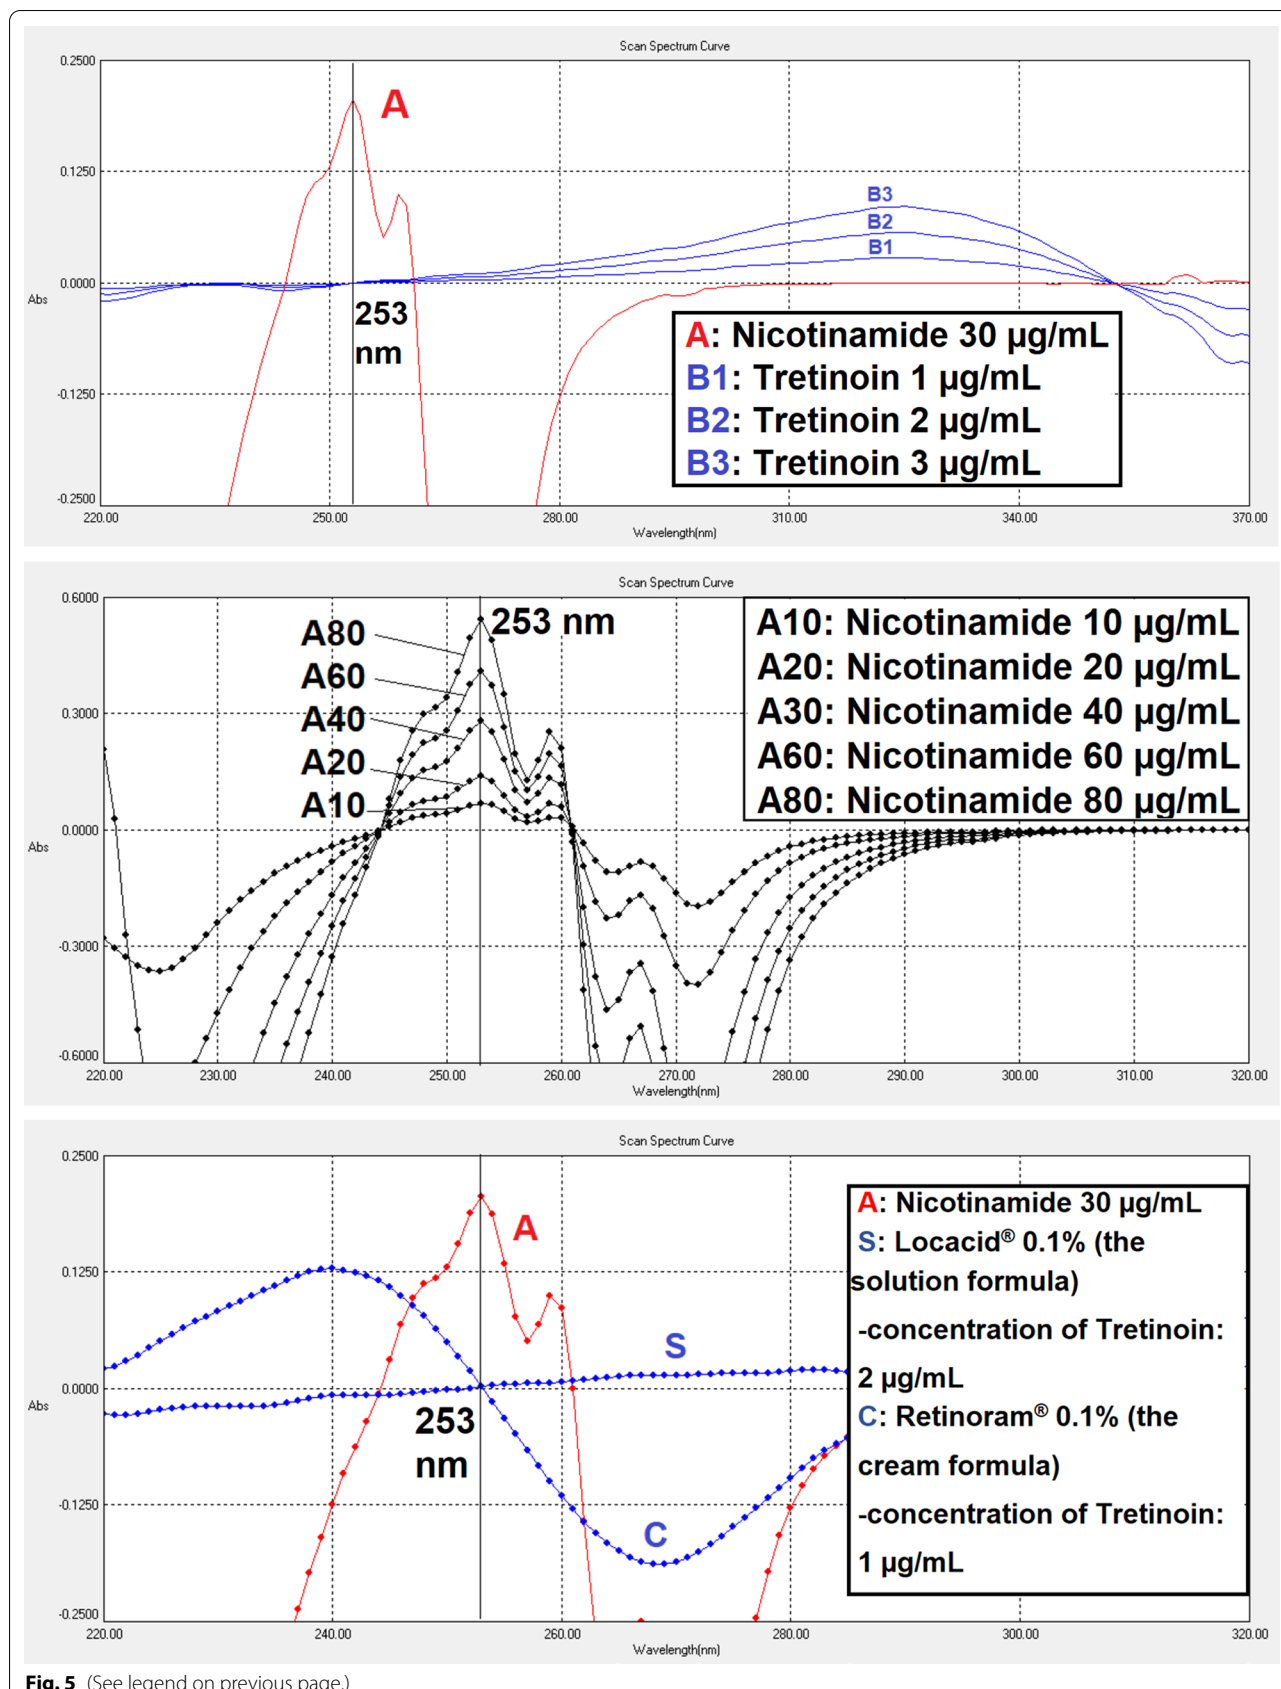 Scan Spectrum Curve
0.2500
A
0.1250
B3
B2
B1
0.0000
Abs
253
nm
A: Nicotinamide 30 µg/mL
B1: Tretinoin 1 µg/mL
B2: Tretinoin 2 µg/mL
B3: Tretinoin 3 µg/mL
-0.1250
-0.2500
220.00 250.00 280.00 310.00 340.00 370.00
Wavelength(nm)
Scan Spectrum Curve
0.6000
253 nm
A80
A60
A40
A20
A10
A10: Nicotinamide 10 µg/mL
A20: Nicotinamide 20 µg/mL
A30: Nicotinamide 40 µg/mL
A60: Nicotinamide 60 µg/mL
A80: Nicotinamide 80 µg/mL
0.3000
0.0000
Abs
-0.3000
-0.6000
220.00 230.00 240.00 250.00 260.00 270.00 280.00 290.00 300.00 310.00 320.00
Wavelength(nm)
Scan Spectrum Curve
0.2500
A
A: Nicotinamide 30 µg/mL
S: Locacid® 0.1% (the
solution formula)
-concentration of Tretinoin:
2 µg/mL
C: Retinoram® 0.1% (the
cream formula)
-concentration of Tretinoin:
1 µg/mL
0.1250
S
0.0000
Abs
253
nm
-0.1250
C
-0.2500
220.00 240.00 260.00 280.00 300.00 320.00
Wavelength(nm)
Fig. 5 (See legend on previous page.)